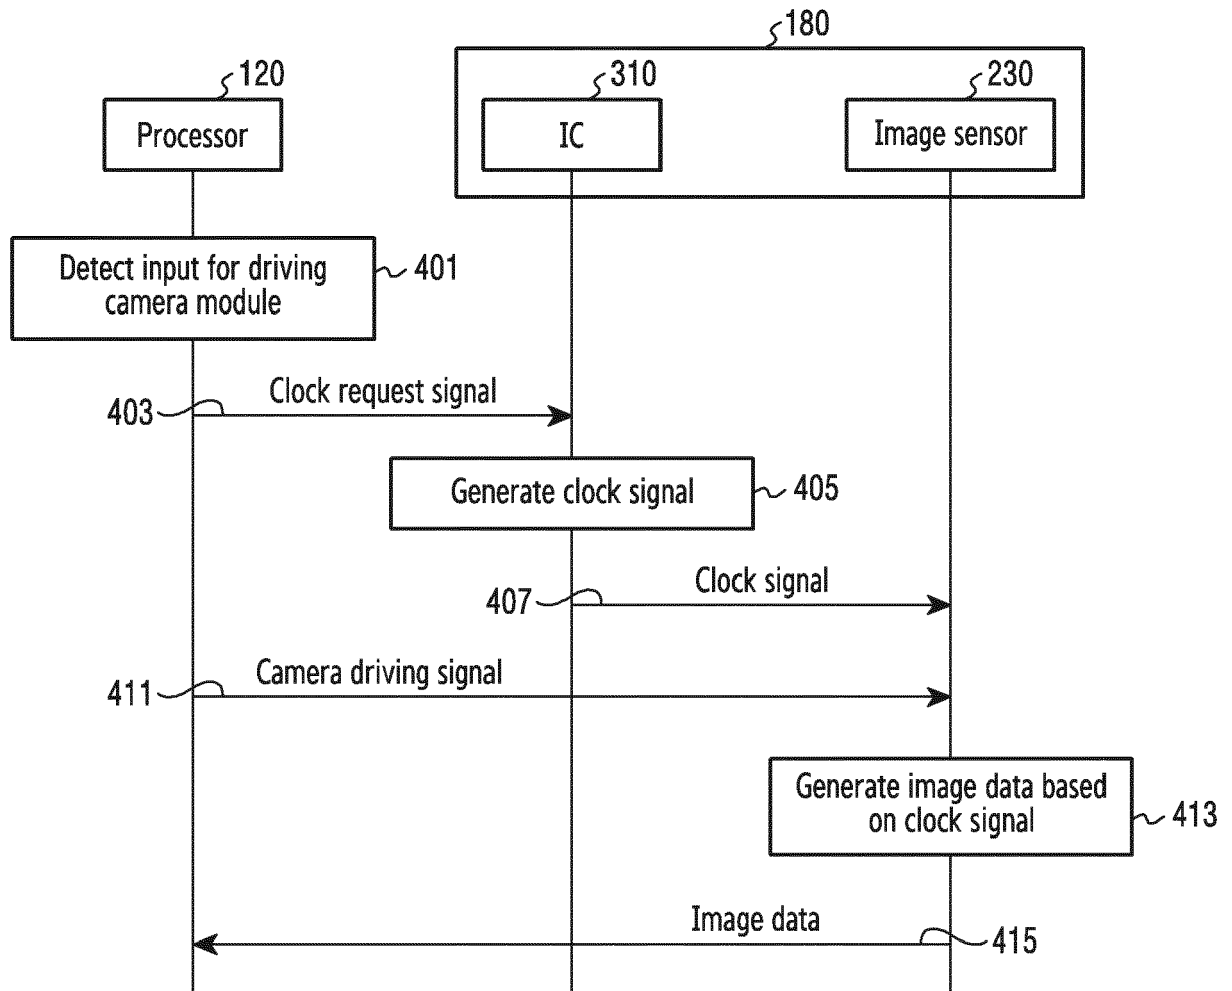 180
120
310
230
Processor
IC
Image sensor
Detect input for driving
camera module
401
Clock request signal
403
Generate clock signal
405
Clock signal
407
Camera driving signal
411
Generate image data based
on clock signal
413
Image data
415